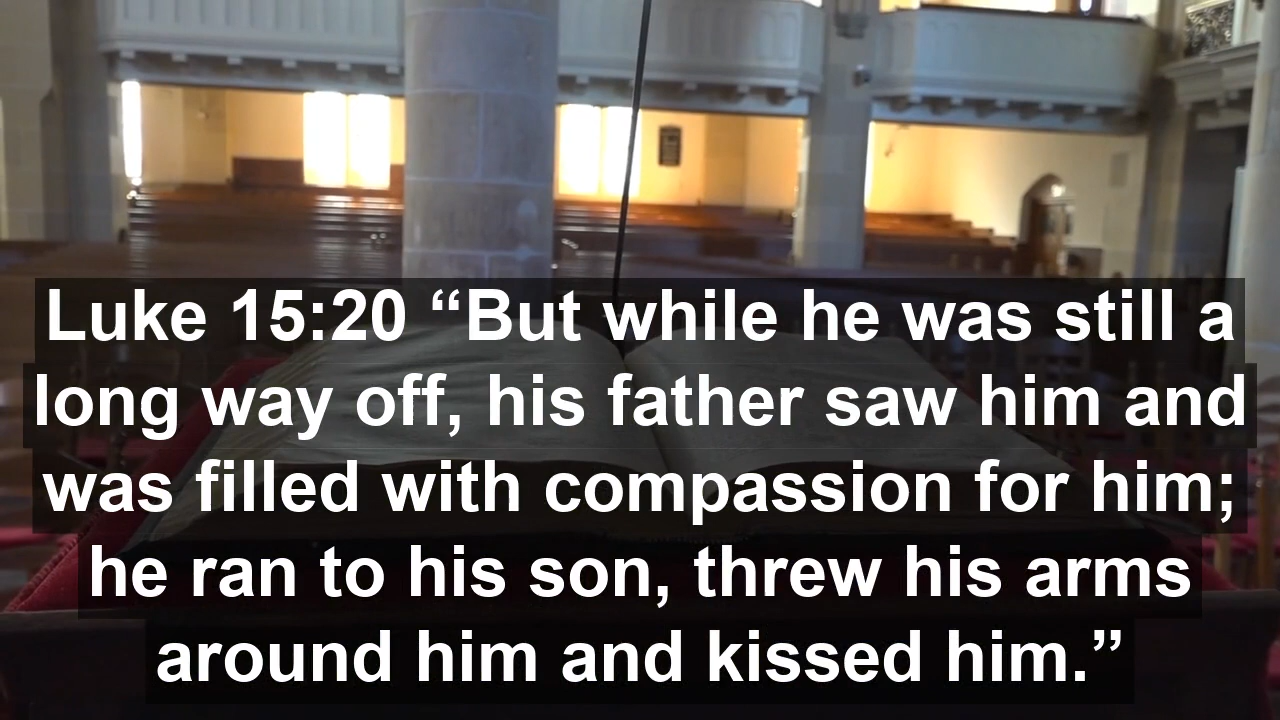 Luke 15:20 “But while he was still a
long way off, his father saw him and
was filled with compassion for him;
he ran to his son, threw his arms
around him and kissed him.”